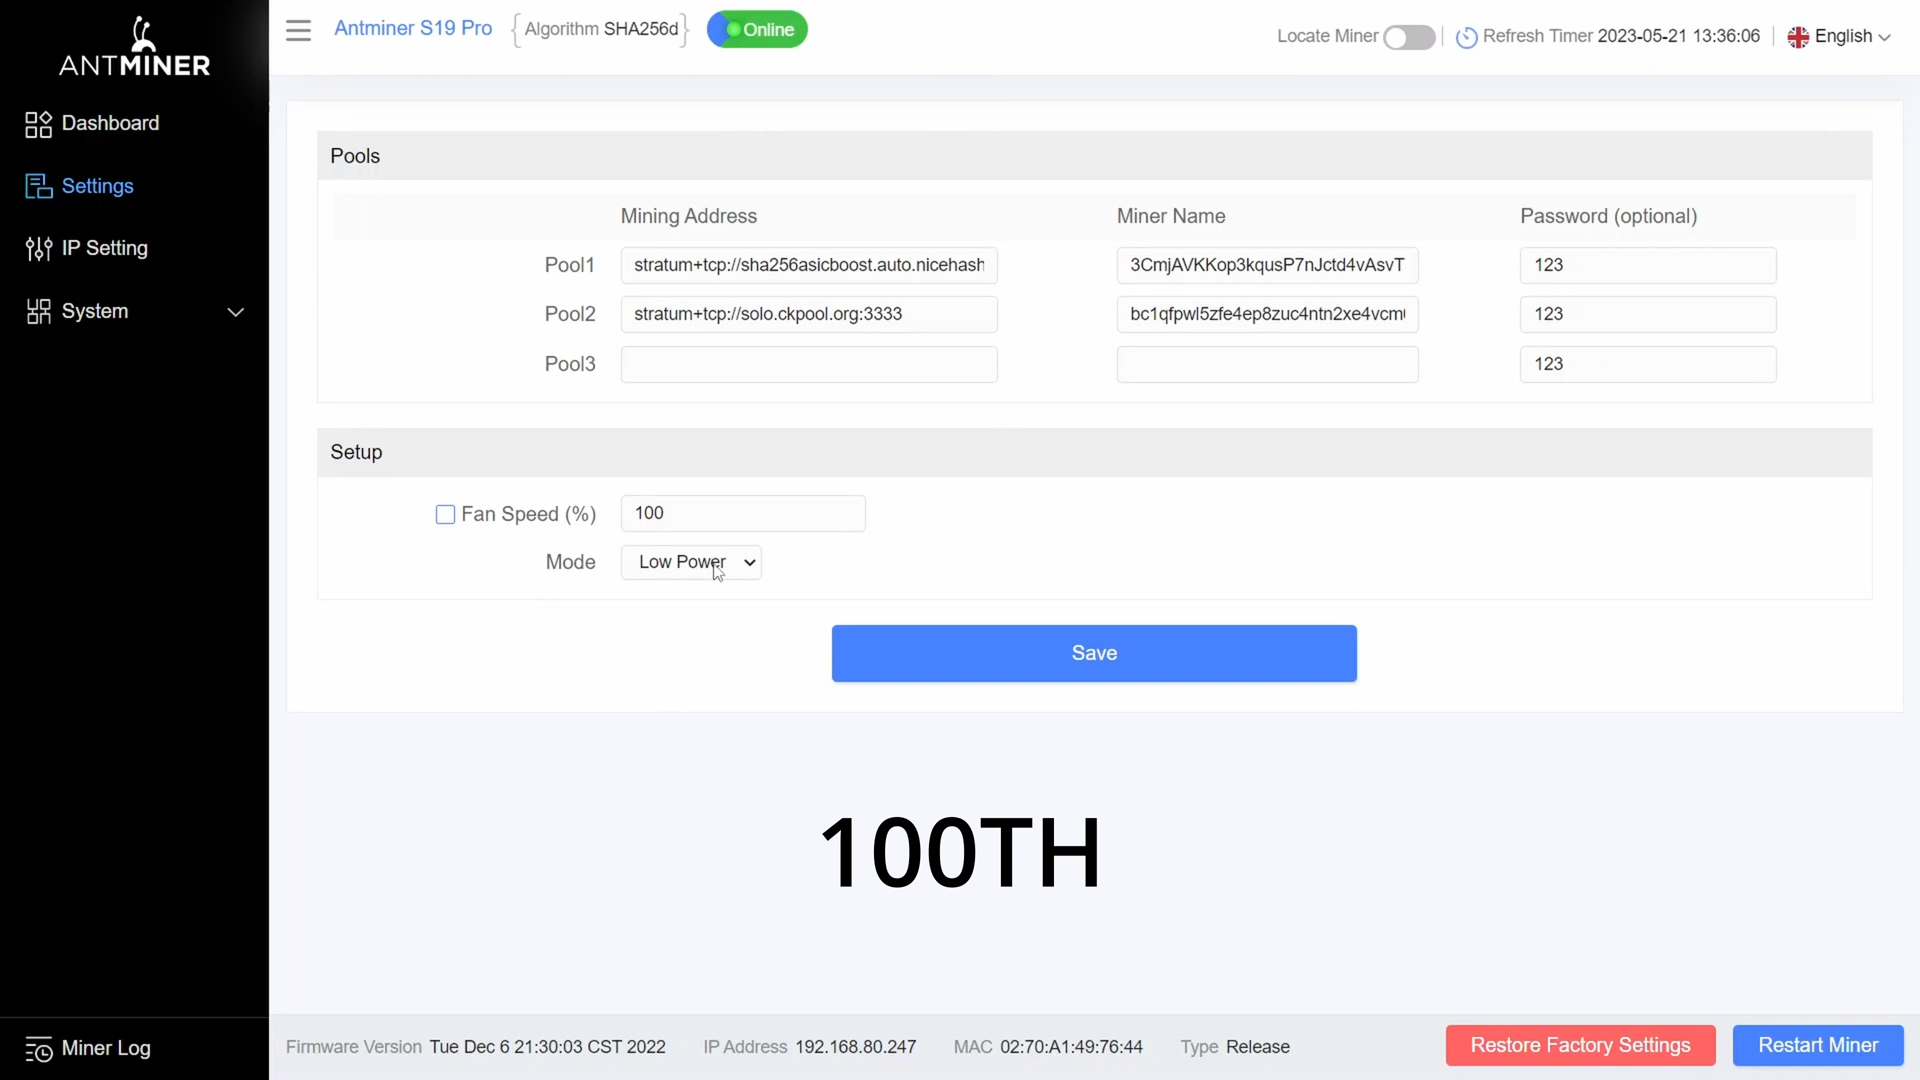 ANTMINER
Antminer S19 Pro
Algorithm SHA256d
Online
Locate Miner
Refresh Timer 2023-05-21 13:36:06
English
Dashboard
Settings
IP Setting
System
Pools
Mining Address Miner Name Password (optional)
Pool1 stratum+tcp://sha256asicboost.auto.nicehash 3CmjAVKKop3kqusP7nJctd4vAsvT 123
Pool2 stratum+tcp://solo.ckpool.org:3333 bc1qfpwl5zfe4ep8zuc4ntn2xe4vcm 123
Pool3 123
Setup
Fan Speed (%) 100
Mode Low Power
Save
100TH
Miner Log
Firmware Version Tue Dec 6 21:30:03 CST 2022 IP Address 192.168.80.247 MAC 02:70:A1:49:76:44 Type Release
Restore Factory Settings
Restart Miner